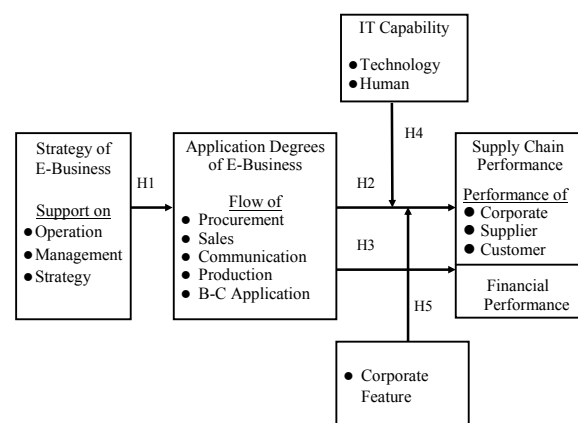 IT Capability
● Technology
● Human
H4
Strategy of
E-Business
Support on
● Operation
● Management
● Strategy
H1
Application Degrees
of E-Business
Flow of
● Procurement
● Sales
● Communication
● Production
● B-C Application
H2
H3
H5
Supply Chain
Performance
Performance of
● Corporate
● Supplier
● Customer
Financial
Performance
● Corporate
Feature